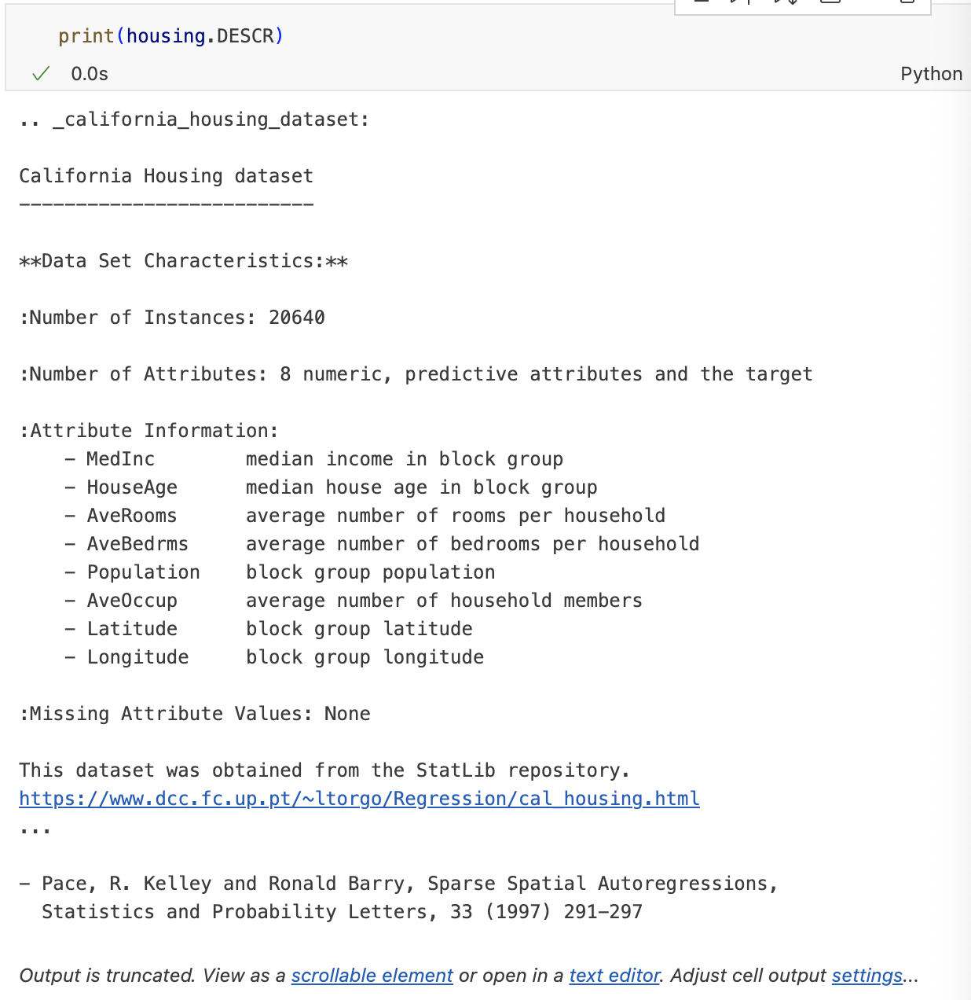 print(housing.DESCR)
0.0s
Python
.. _california_housing_dataset:
California Housing dataset
--------------------------
**Data Set Characteristics:**
:Number of Instances: 20640
:Number of Attributes: 8 numeric, predictive attributes and the target
:Attribute Information:
    - MedInc        median income in block group
    - HouseAge      median house age in block group
    - AveRooms      average number of rooms per household
    - AveBedrms     average number of bedrooms per household
    - Population    block group population
    - AveOccup      average number of household members
    - Latitude      block group latitude
    - Longitude     block group longitude
:Missing Attribute Values: None
This dataset was obtained from the StatLib repository.
https://www.dcc.fc.up.pt/~ltorgo/Regression/cal_housing.html
...
- Pace, R. Kelley and Ronald Barry, Sparse Spatial Autoregressions,
  Statistics and Probability Letters, 33 (1997) 291-297
Output is truncated. View as a scrollable element or open in a text editor. Adjust cell output settings...